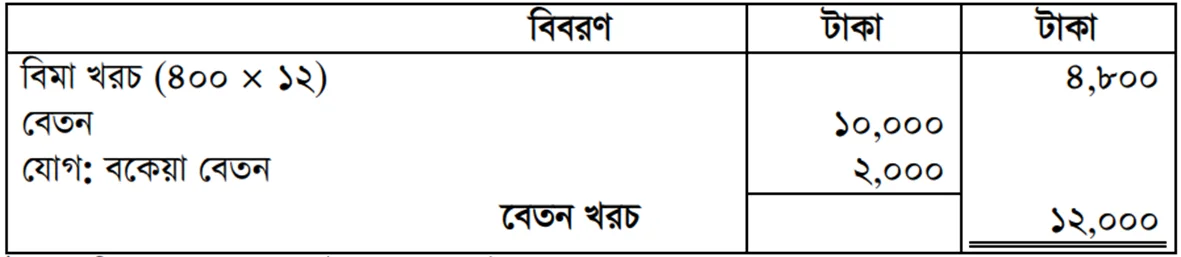 বিবরণ টাকা টাকা
বিমা খরচ (৪০০ × ১২) ৪,৮০০
বেতন ১০,০০০
যোগ: বকেয়া বেতন ২,০০০
বেতন খরচ ১২,০০০